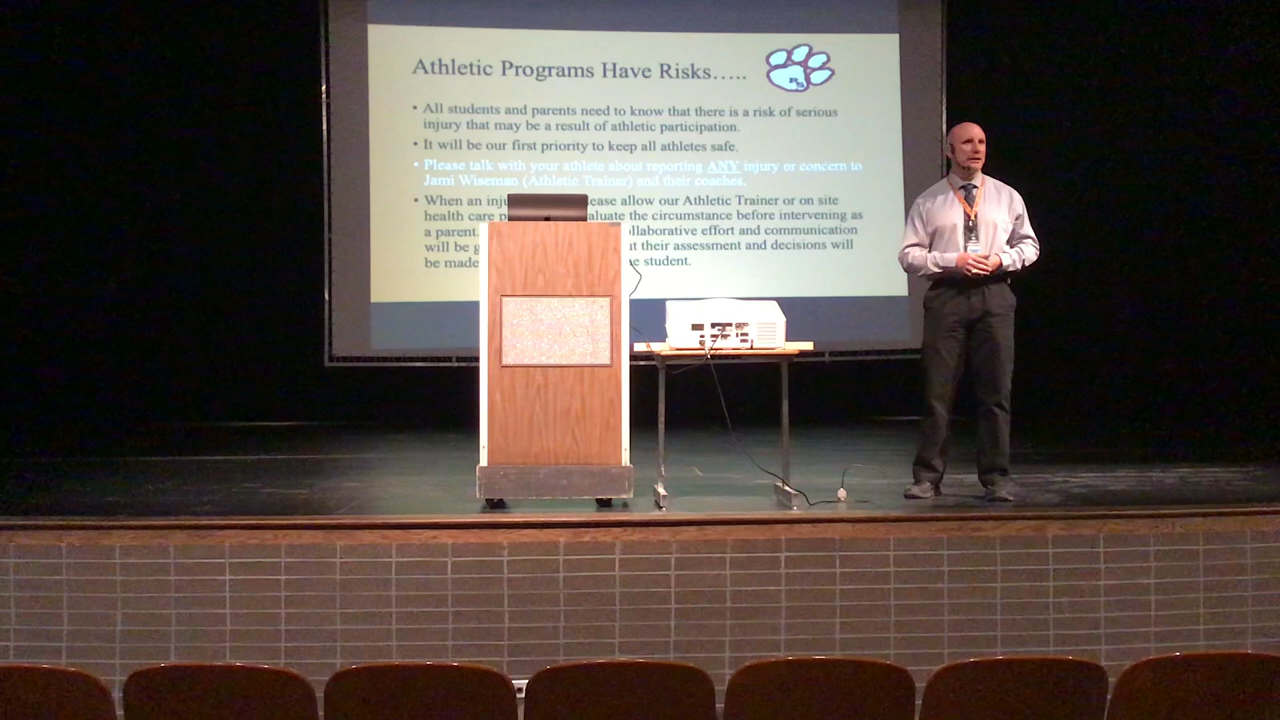 Athletic Programs Have Risks…..
• All students and parents need to know that there is a risk of serious
injury that may be a result of athletic participation.
• It will be our first priority to keep all athletes safe.
• Please talk with your athlete about reporting ANY injury or concern to
Jami Wiseman (Athletic Trainer) and their coaches.
• When an inju ease allow our Athletic Trainer or on site
health care p aluate the circumstance before intervening as
a parent. llaborative effort and communication
will be g t their assessment and decisions will
be made e student.